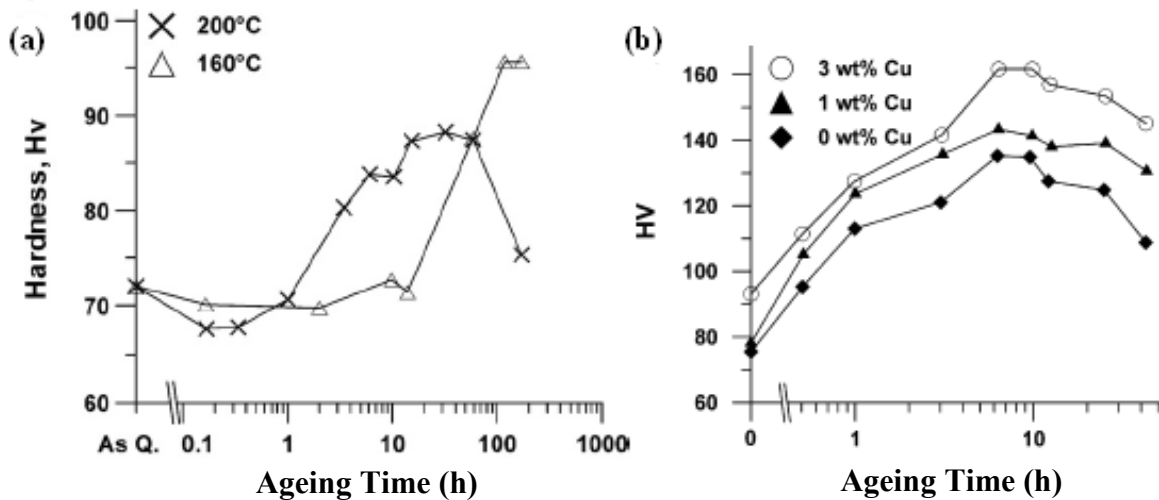 (a)
100
90
80
70
60
Hardness, Hv
200°C
160°C
As Q. 0.1 1 10 100 1000
Ageing Time (h)
(b)
160
140
120
100
80
60
HV
3 wt% Cu
1 wt% Cu
0 wt% Cu
0 1 10
Ageing Time (h)